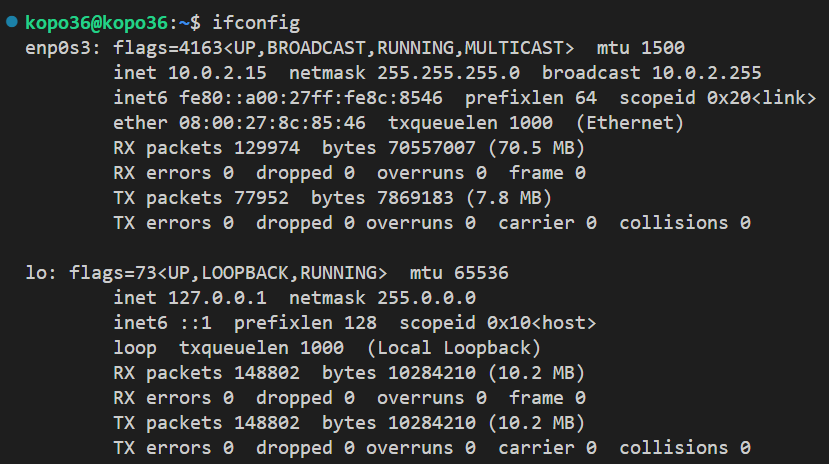 kopo36@kopo36:~$ ifconfig
enp0s3: flags=4163<UP,BROADCAST,RUNNING,MULTICAST>  mtu 1500
        inet 10.0.2.15  netmask 255.255.255.0  broadcast 10.0.2.255
        inet6 fe80::a00:27ff:fe8c:8546  prefixlen 64  scopeid 0x20<link>
        ether 08:00:27:8c:85:46  txqueuelen 1000  (Ethernet)
        RX packets 129974  bytes 70557007 (70.5 MB)
        RX errors 0  dropped 0  overruns 0  frame 0
        TX packets 77952  bytes 7869183 (7.8 MB)
        TX errors 0  dropped 0 overruns 0  carrier 0  collisions 0

lo: flags=73<UP,LOOPBACK,RUNNING>  mtu 65536
        inet 127.0.0.1  netmask 255.0.0.0
        inet6 ::1  prefixlen 128  scopeid 0x10<host>
        loop  txqueuelen 1000  (Local Loopback)
        RX packets 148802  bytes 10284210 (10.2 MB)
        RX errors 0  dropped 0  overruns 0  frame 0
        TX packets 148802  bytes 10284210 (10.2 MB)
        TX errors 0  dropped 0 overruns 0  carrier 0  collisions 0